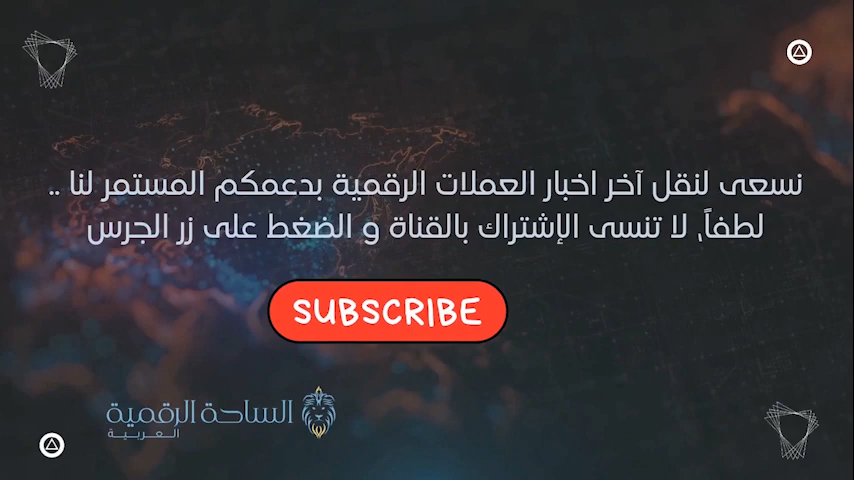 نسعى لنقل آخر اخبار العملات الرقمية بدعمكم المستمر لنا ..
لطفاً، لا تنسى الإشتراك بالقناة و الضغط على زر الجرس
SUBSCRIBE
الساحة الرقمية
العربية